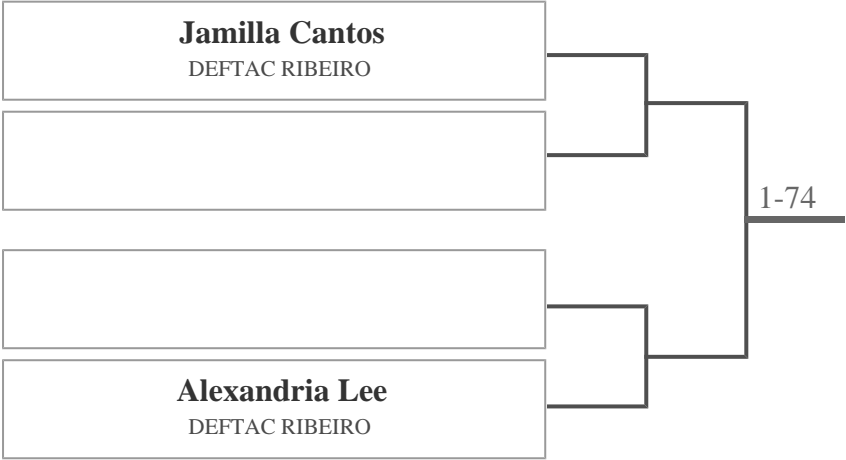 Jamilla Cantos
DEFTAC RIBEIRO
1-74
Alexandria Lee
DEFTAC RIBEIRO